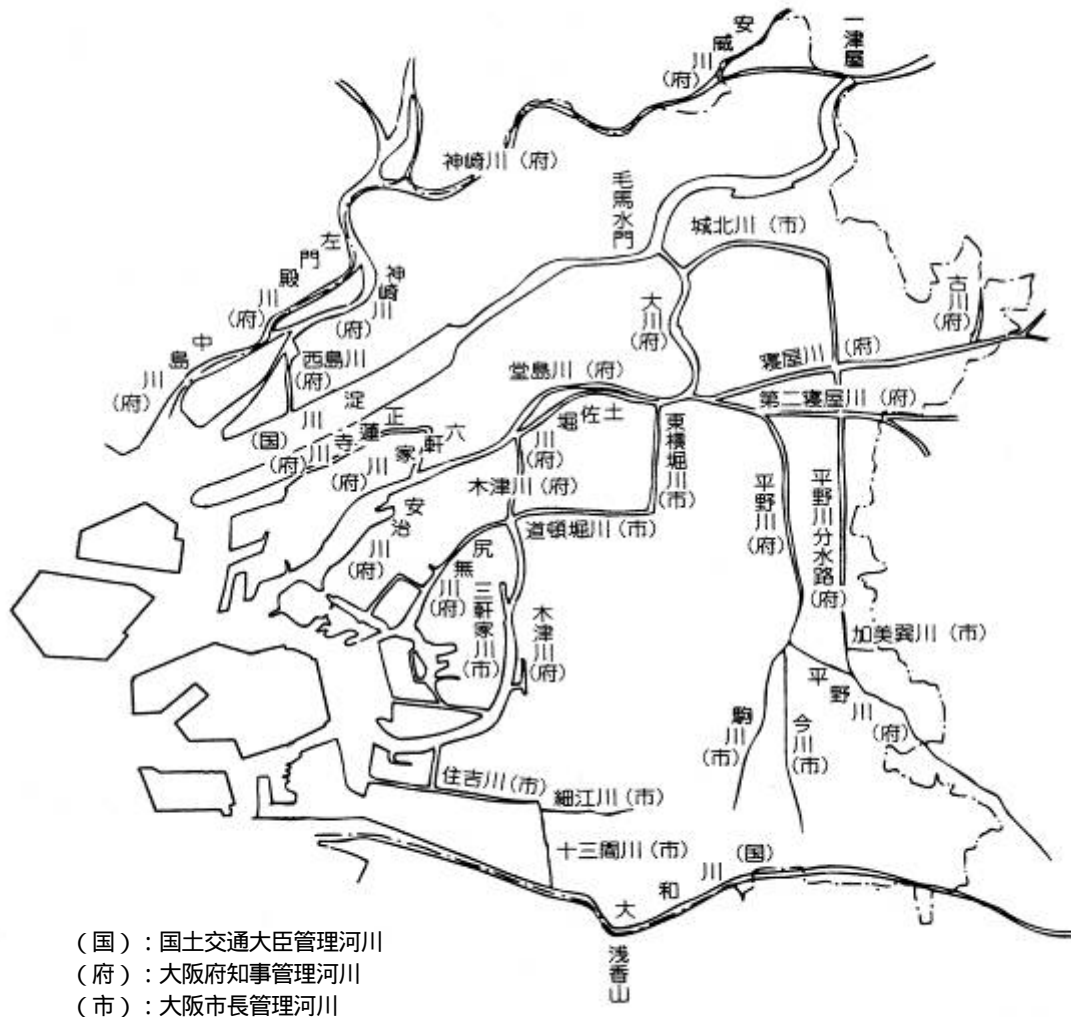 一津屋
安威川(府)
神崎川(府)
毛馬水門
城北川(市)
左門殿川(府)
神崎川(府)
古川(府)
大川(府)
中島川(府)
西島川(府)
寝屋川(府)
堂島川(府)
第二寝屋川(府)
淀川(国)
正蓮寺川(府)
六軒家川(府)
土佐堀川(府)
東横堀川(市)
木津川(府)
平野川(府)
平野川分水路(府)
安治川(府)
道頓堀川(市)
尻無川(府)
三軒家川(市)
木津川(府)
加美巽川(市)
平野川(府)
駒川(市)
今川(市)
住吉川(市)
細江川(市)
十三間川(市)
大和川(国)
浅香山
(国):国土交通大臣管理河川
(府):大阪府知事管理河川
(市):大阪市長管理河川